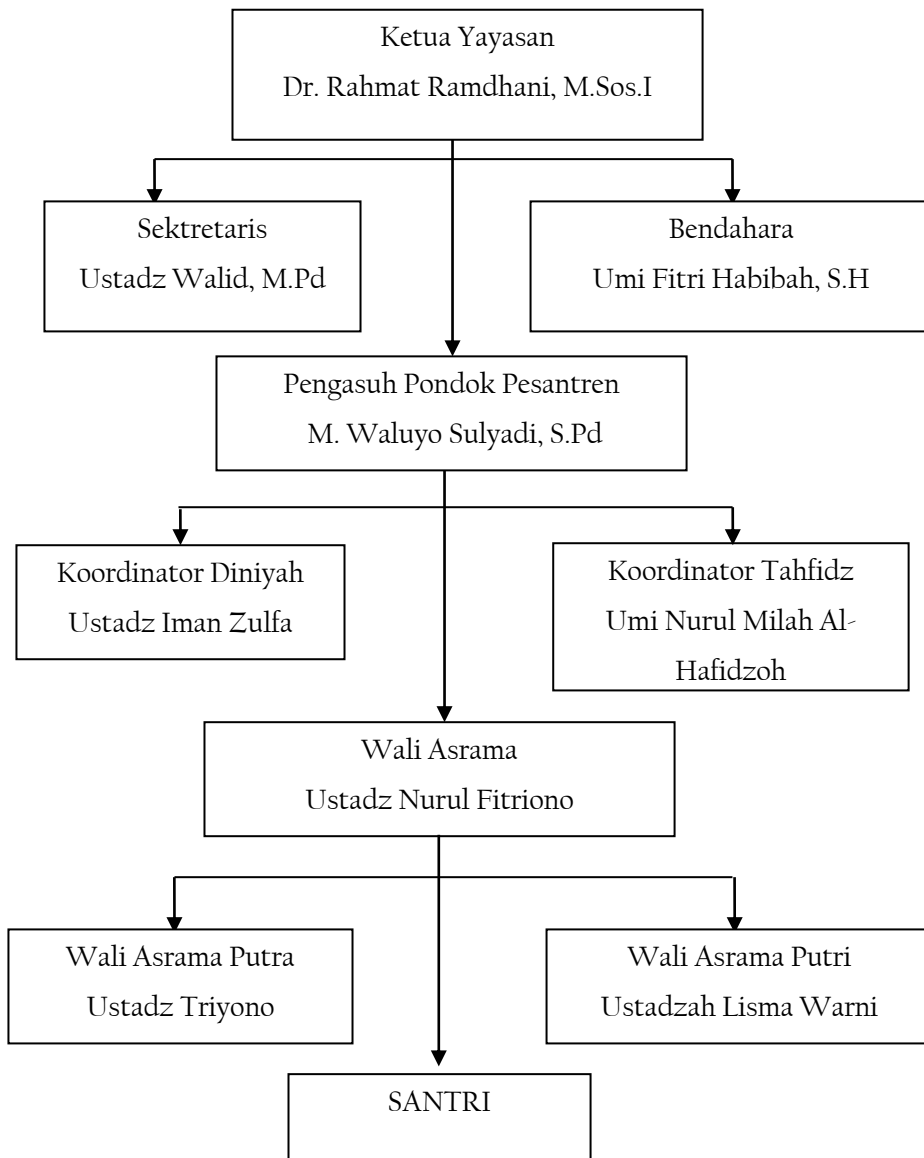 Ketua Yayasan
Dr. Rahmat Ramdhani, M.Sos.I
Sektretaris
Ustadz Walid, M.Pd
Bendahara
Umi Fitri Habibah, S.H
Pengasuh Pondok Pesantren
M. Waluyo Sulyadi, S.Pd
Koordinator Diniyah
Ustadz Iman Zulfa
Koordinator Tahfidz
Umi Nurul Milah Al-
Hafidzoh
Wali Asrama
Ustadz Nurul Fitriono
Wali Asrama Putra
Ustadz Triyono
Wali Asrama Putri
Ustadzah Lisma Warni
SANTRI